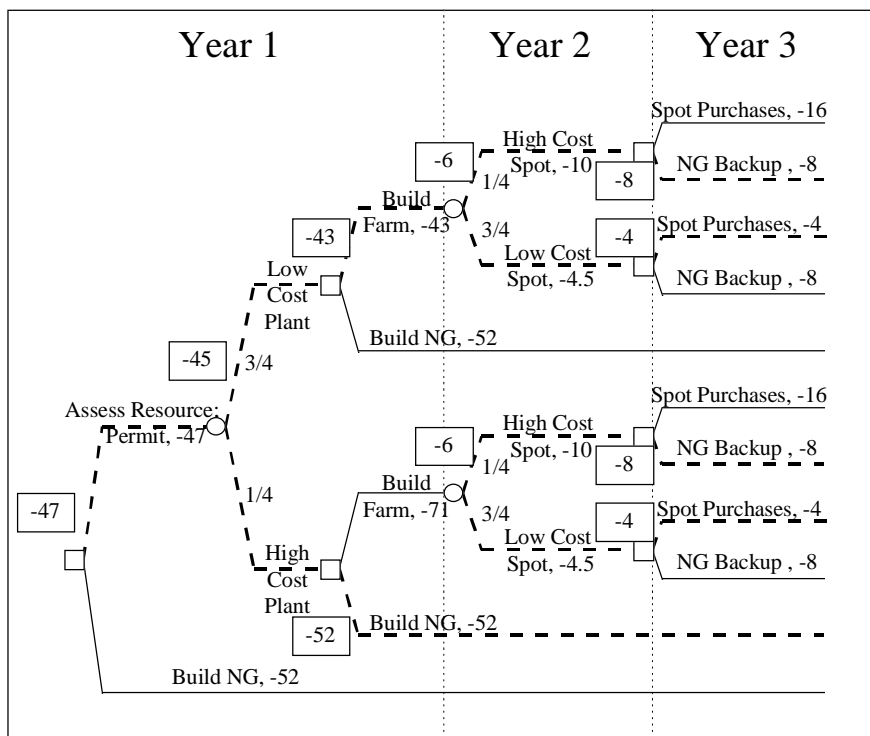 Year 1
Year 2
Year 3
Spot Purchases, -16
High Cost
-6
Spot, -10
NG Backup , -8
1/4
-8
Build
Farm, -43
3/4
-43
-4
Spot Purchases, -4
Low Cost
Spot, -4.5
NG Backup , -8
Low
Cost
Plant
Build NG, -52
-45
3/4
Assess Resource;
Permit, -47
Spot Purchases, -16
High Cost
-6
Spot, -10
NG Backup , -8
1/4
-8
Build
Farm, -71
3/4
1/4
-47
-4
Spot Purchases, -4
Low Cost
Spot, -4.5
NG Backup , -8
High
Cost
Plant
-52
Build NG, -52
Build NG, -52